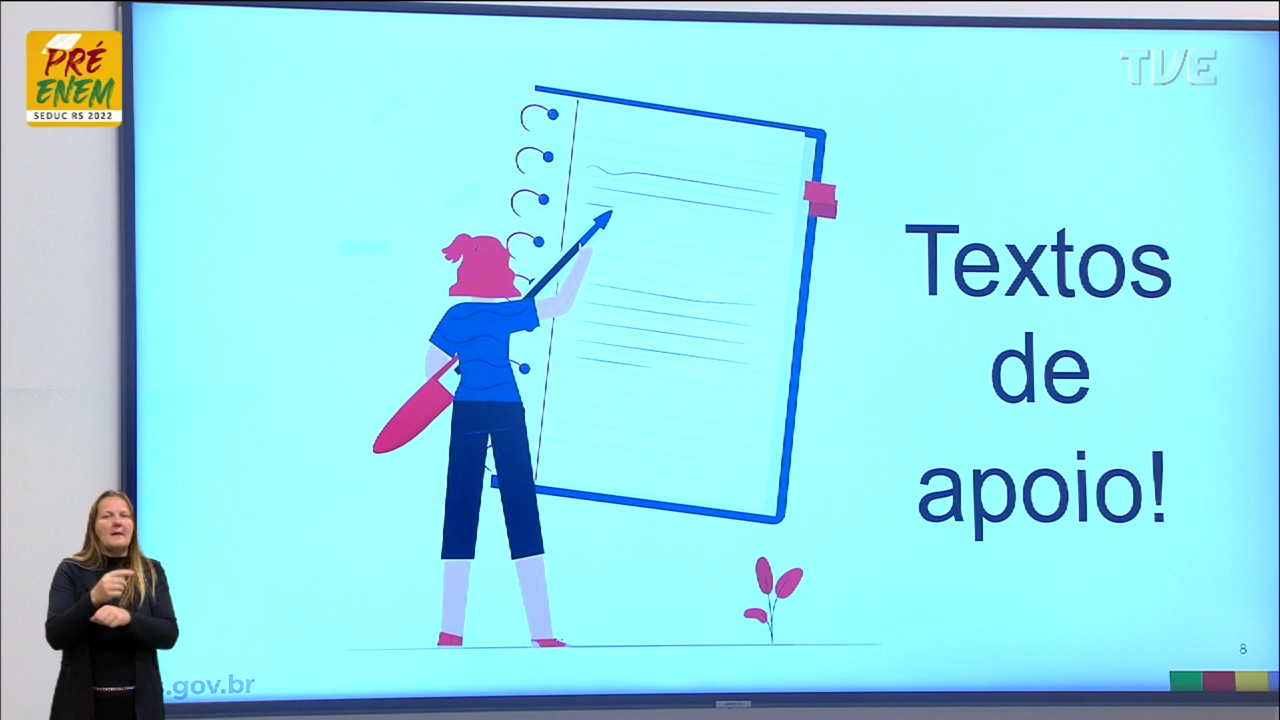 PRÉ
ENEM
SEDUC RS 2022
TVE
Textos
de
apoio!
8
.gov.br